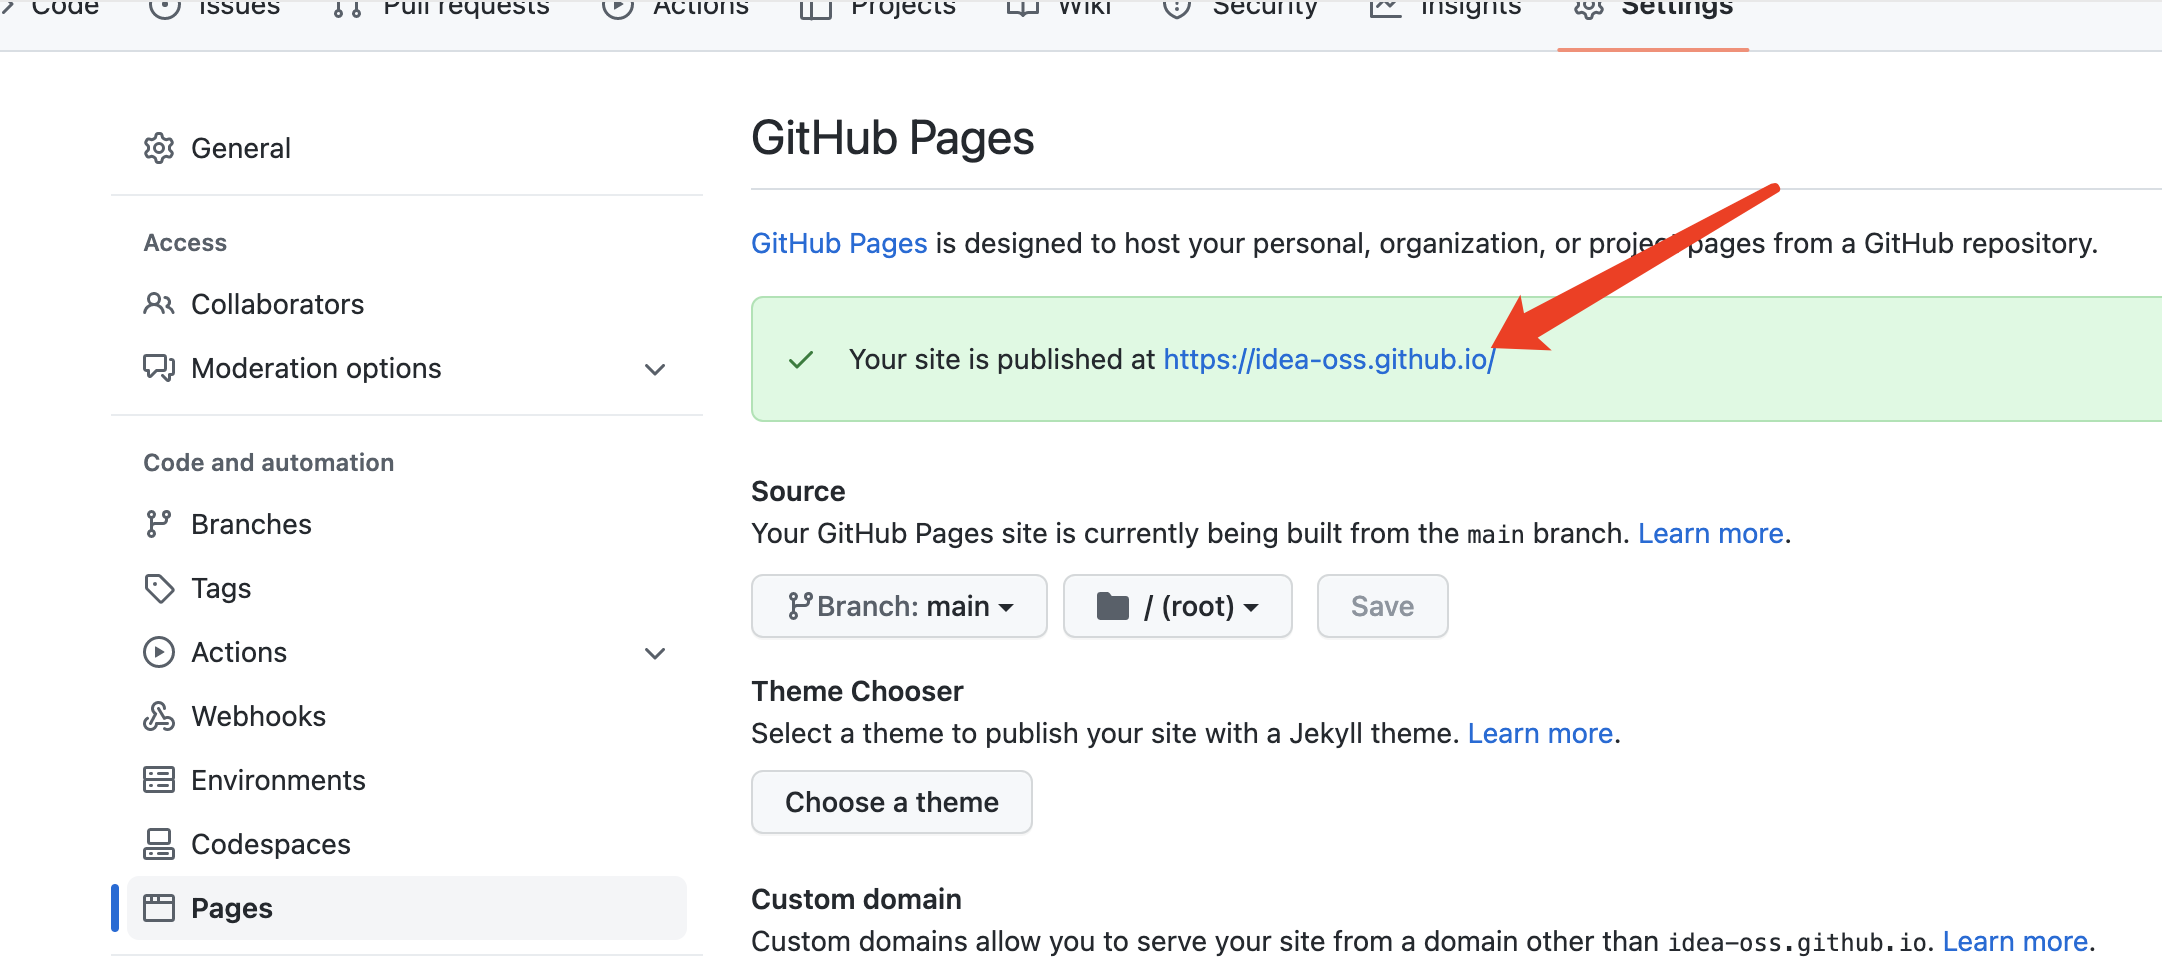 Code Issues Pull requests Actions Projects Wiki Security Insights Settings
General
Access
Collaborators
Moderation options
Code and automation
Branches
Tags
Actions
Webhooks
Environments
Codespaces
Pages
GitHub Pages
GitHub Pages is designed to host your personal, organization, or project pages from a GitHub repository.
Your site is published at https://idea-oss.github.io/
Source
Your GitHub Pages site is currently being built from the main branch. Learn more.
Branch: main / (root) Save
Theme Chooser
Select a theme to publish your site with a Jekyll theme. Learn more.
Choose a theme
Custom domain
Custom domains allow you to serve your site from a domain other than idea-oss.github.io. Learn more.